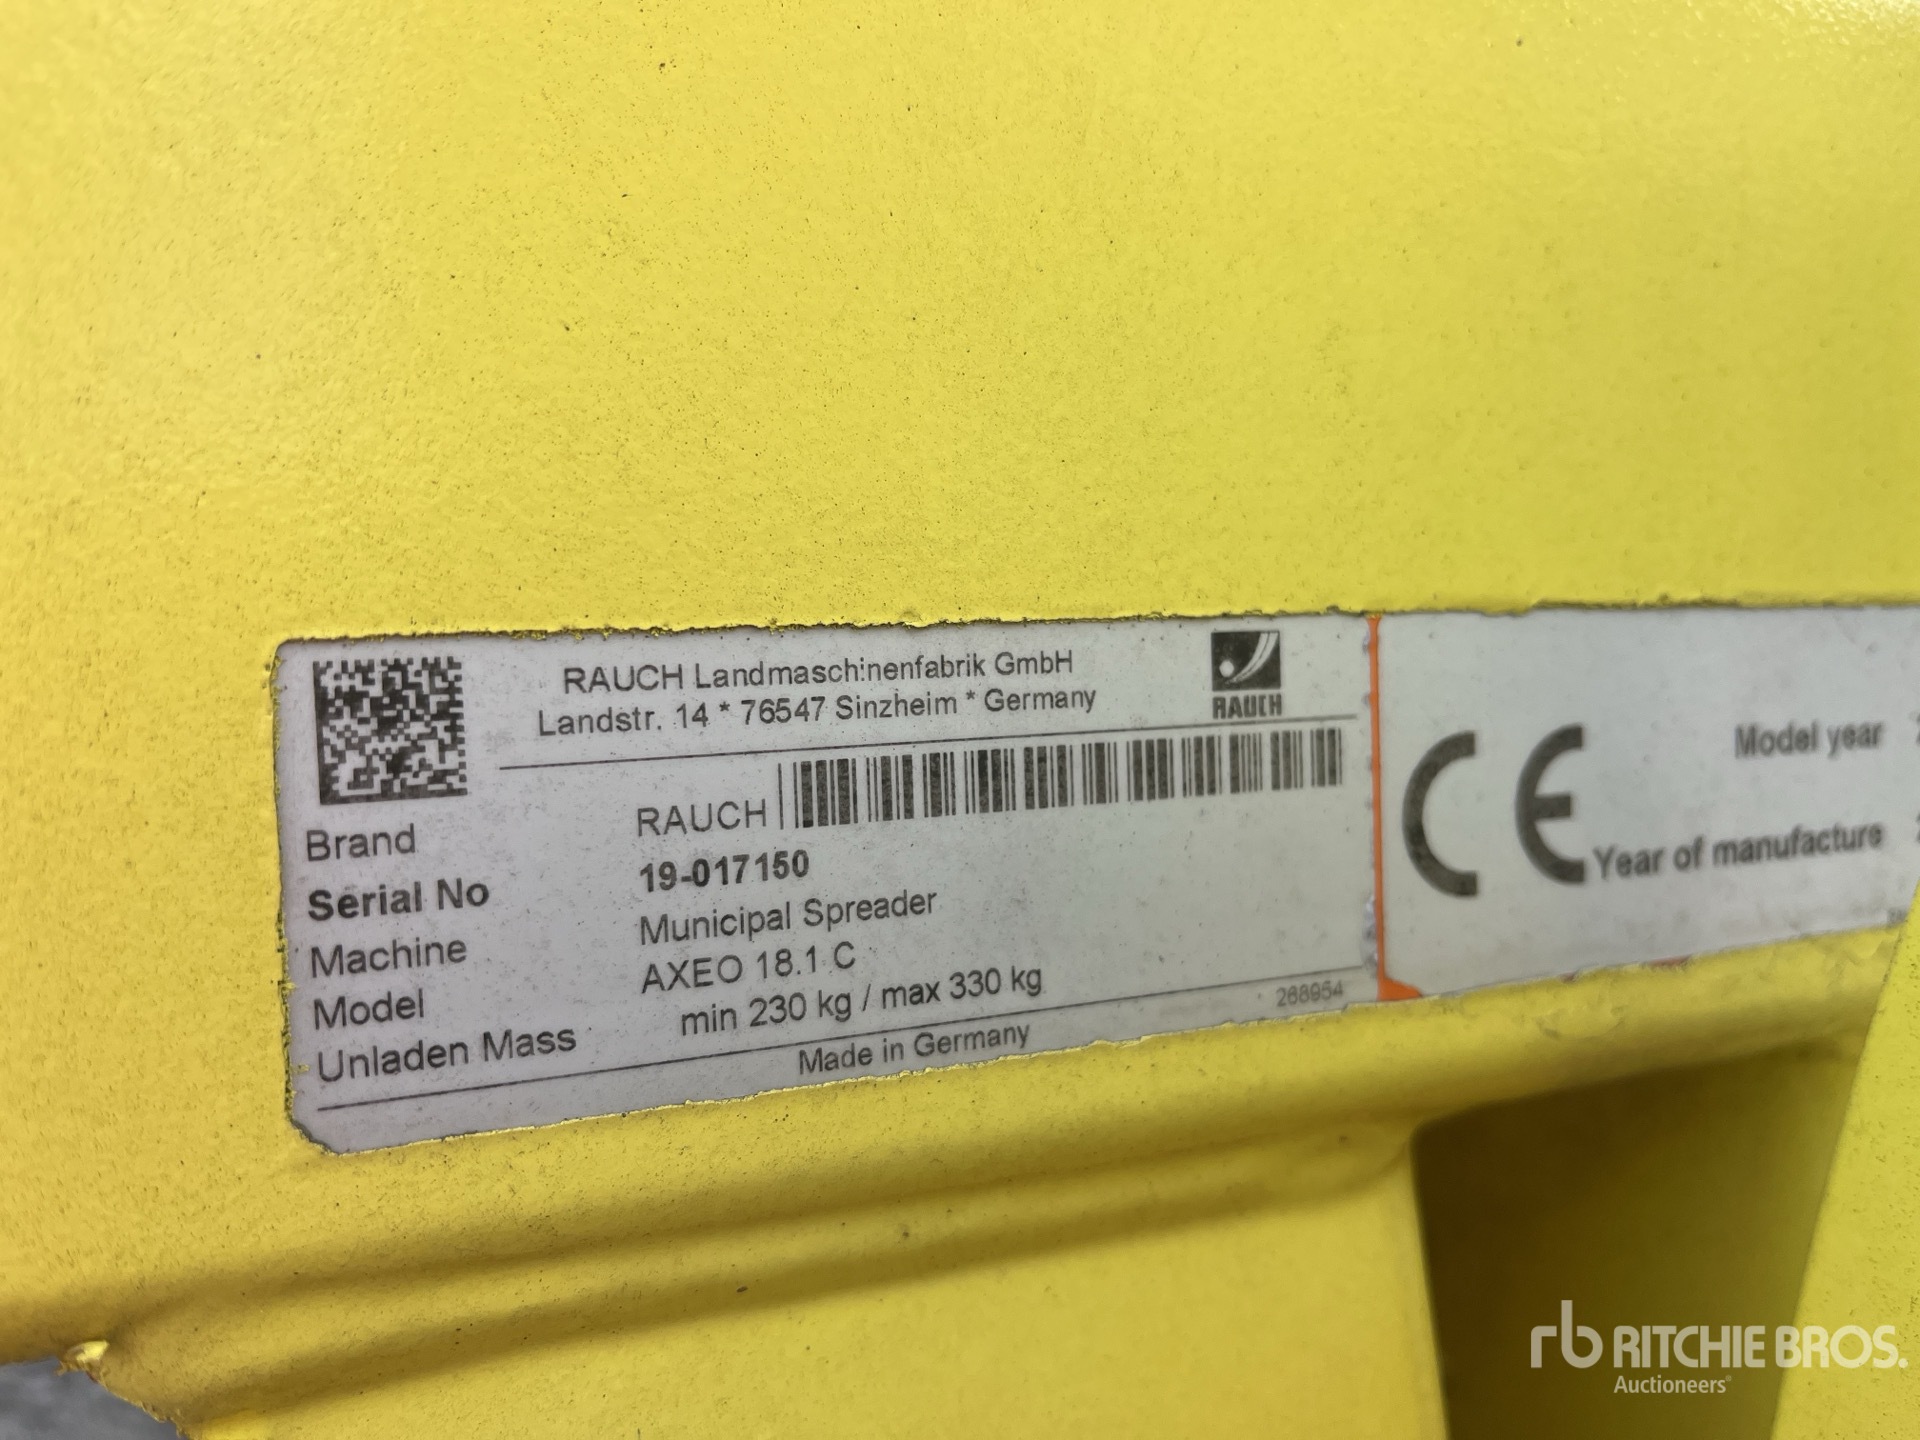 RAUCH Landmaschinenfabrik GmbH
Landstr. 14 * 76547 Sinzheim * Germany
RAUCH
Brand RAUCH
Serial No 19-017150
Machine Municipal Spreader
Model AXEO 18.1 C
Unladen Mass min 230 kg / max 330 kg
268954
Made in Germany
CE
Model year
Year of manufacture
rb RITCHIE BROS.
Auctioneers